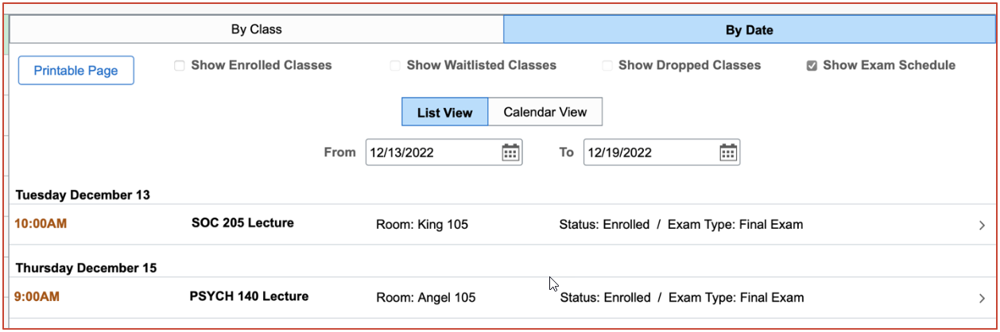 By Class By Date
Printable Page Show Enrolled Classes Show Waitlisted Classes Show Dropped Classes Show Exam Schedule
List View Calendar View
From 12/13/2022 To 12/19/2022
Tuesday December 13
10:00AM SOC 205 Lecture Room: King 105 Status: Enrolled / Exam Type: Final Exam
Thursday December 15
9:00AM PSYCH 140 Lecture Room: Angel 105 Status: Enrolled / Exam Type: Final Exam